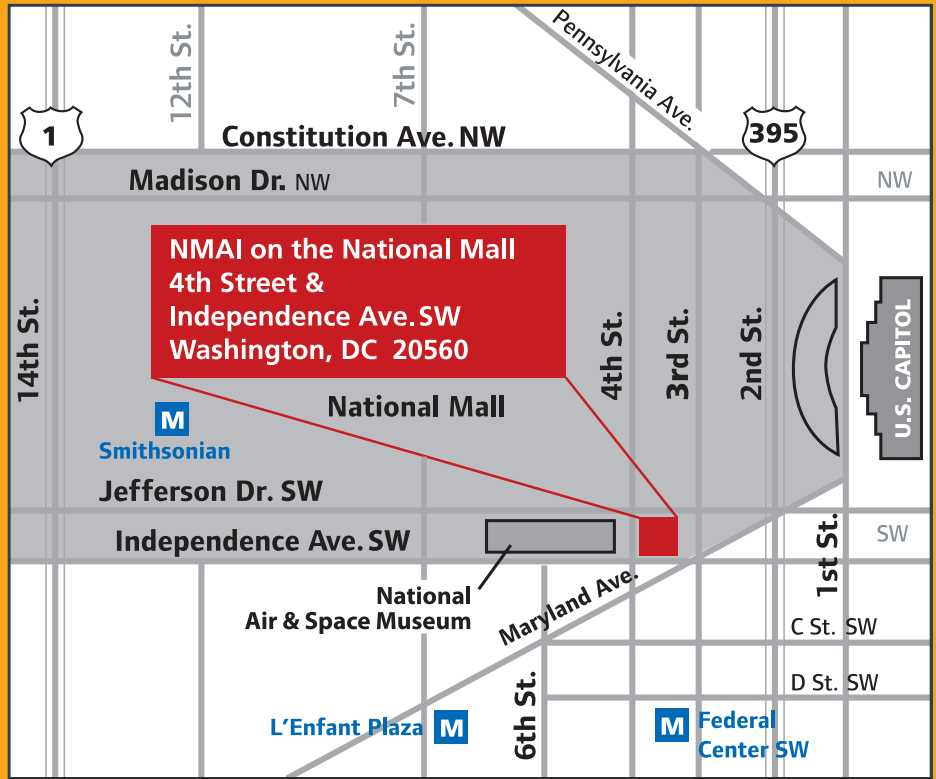 12th St.
7th St.
Pennsylvania Ave.
1
395
Constitution Ave. NW
Madison Dr. NW
NW
NMAI on the National Mall
4th Street &
Independence Ave. SW
Washington, DC 20560
14th St.
4th St.
3rd St.
2nd St.
U.S. CAPITOL
National Mall
M
Smithsonian
Jefferson Dr. SW
Independence Ave. SW
1st St.
SW
National
Air & Space Museum
Maryland Ave.
C St. SW
D St. SW
6th St.
L'Enfant Plaza M
M Federal
Center SW